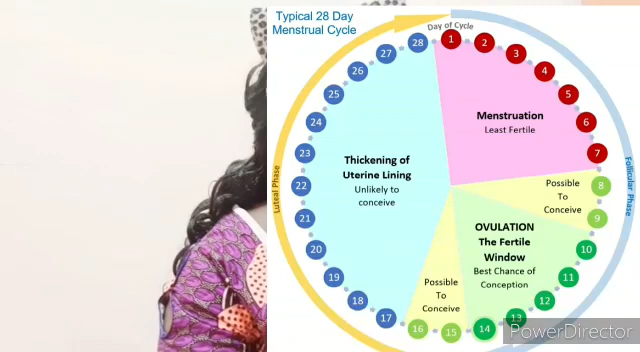 Typical 28 Day
Menstrual Cycle
Day of Cycle
1
2
3
4
5
6
7
8
9
10
11
12
13
14
15
16
17
18
19
20
21
22
23
24
25
26
27
28
Menstruation
Least Fertile
Possible
To
Conceive
OVULATION
The Fertile
Window
Best Chance of
Conception
Possible
To
Conceive
Thickening of
Uterine Lining
Unlikely to
conceive
Luteal Phase
Follicular Phase
PowerDirector